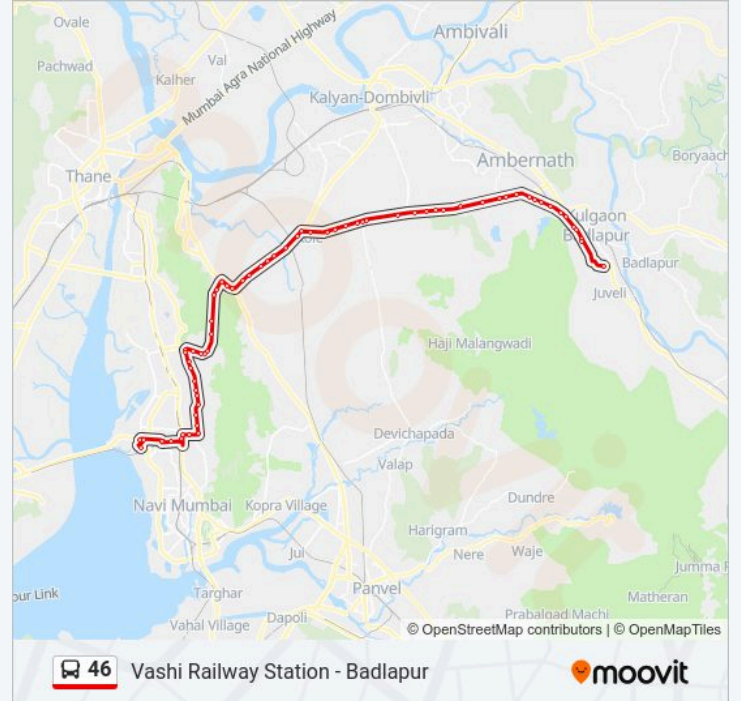 Ovale
Ambivali
Pachwad
Val
Kalher
Mumbai Agra National Highway
Kalyan-Dombivli
Thane
Ambernath
Boryaach
Kulgaon
Badlapur
Badlapur
Juveli
Haji Malangwadi
Devichapada
Valap
Navi Mumbai
Kopra Village
Dundre
Harigram
Jui
Nere
Waje
Jumma
Panvel
Matheran
our Link
Targhar
Prabalgad Machi
Dapoli
Vahal Village
© OpenStreetMap contributors | © OpenMapTiles
46
Vashi Railway Station - Badlapur
moovit